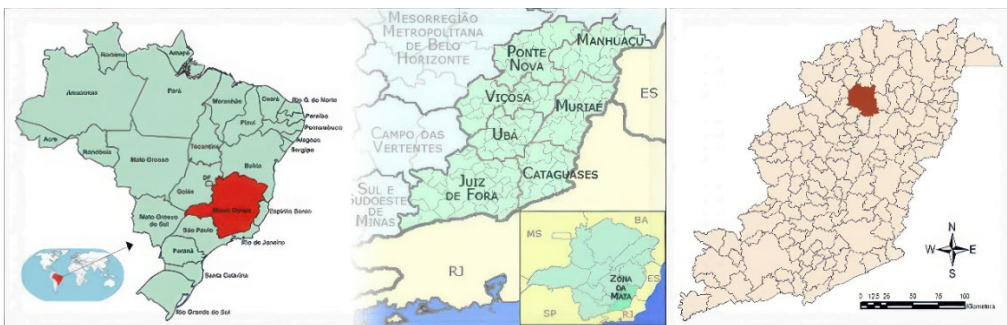 Roraima
Amapá
Amazonas
Pará
Maranhão
Ceará
Rio G. do Norte
Paraíba
Pernambuco
Piauí
Alagoas
Sergipe
Acre
Rondônia
Tocantins
Mato Grosso
Bahia
DF
Goiás
Minas Gerais
Mato Grosso
do Sul
Espírito Santo
São Paulo
Rio de Janeiro
Paraná
Santa Catarina
Rio Grande do Sul
MESORREGIÃO
METROPOLITANA
DE BELO
HORIZONTE
PONTE
NOVA
MANHUAÇU
VIÇOSA
MURIAÉ
ES
CAMPO DAS
VERTENTES
UBÁ
JUIZ
DE FORA
CATAGUASES
SUL E
SUDOESTE
DE MINAS
RJ
MS
BA
ES
ZONA
DA
MATA
SP
RJ
N
W E
S
0 12,5 25 50 75 100
Kilometers